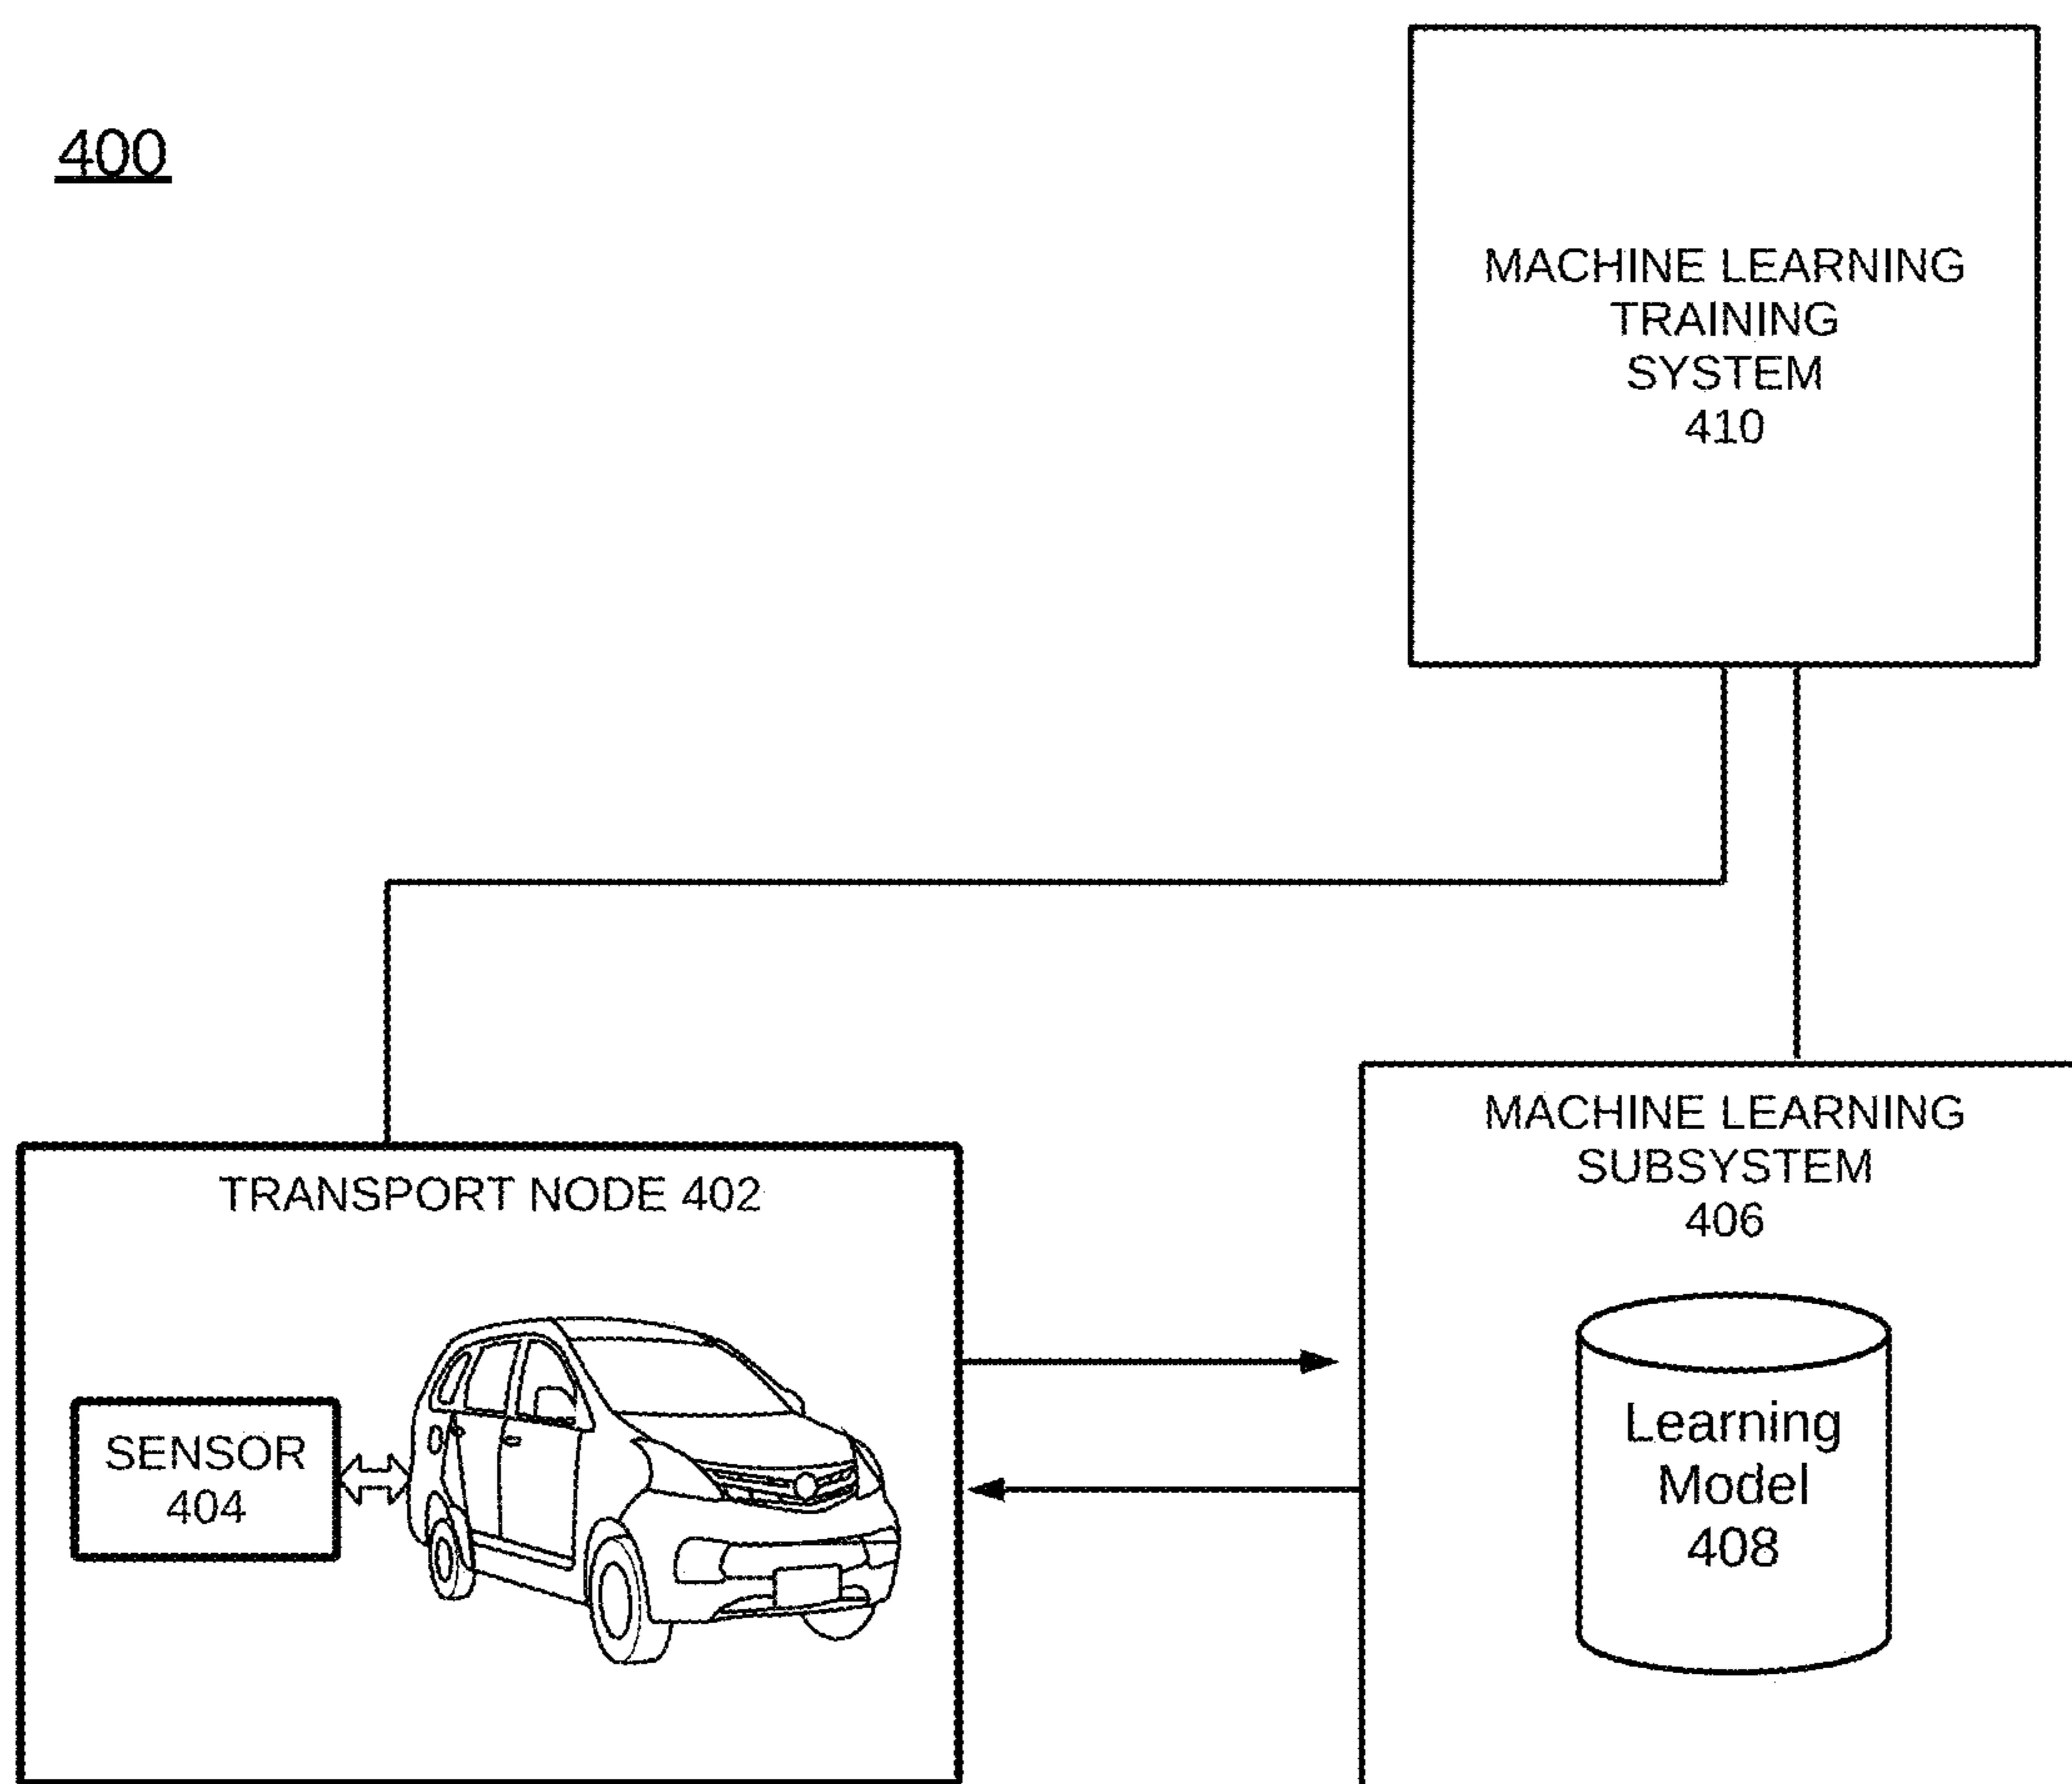 400
MACHINE LEARNING
TRAINING
SYSTEM
410
TRANSPORT NODE 402
SENSOR
404
MACHINE LEARNING
SUBSYSTEM
406
Learning
Model
408